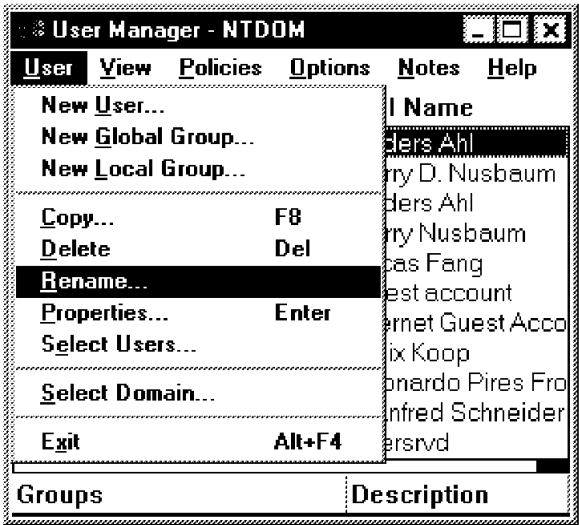 User Manager - NTDOM
User View Policies Options Notes Help
New User...
New Global Group...
New Local Group...
Copy... F8
Delete Del
Rename...
Properties... Enter
Select Users...
Select Domain...
Exit Alt+F4
l Name
ders Ahl
rry D. Nusbaum
ders Ahl
rry Nusbaum
cas Fang
est account
ernet Guest Acco
ix Koop
onardo Pires Fro
nfred Schneider
ersrvd
Groups Description